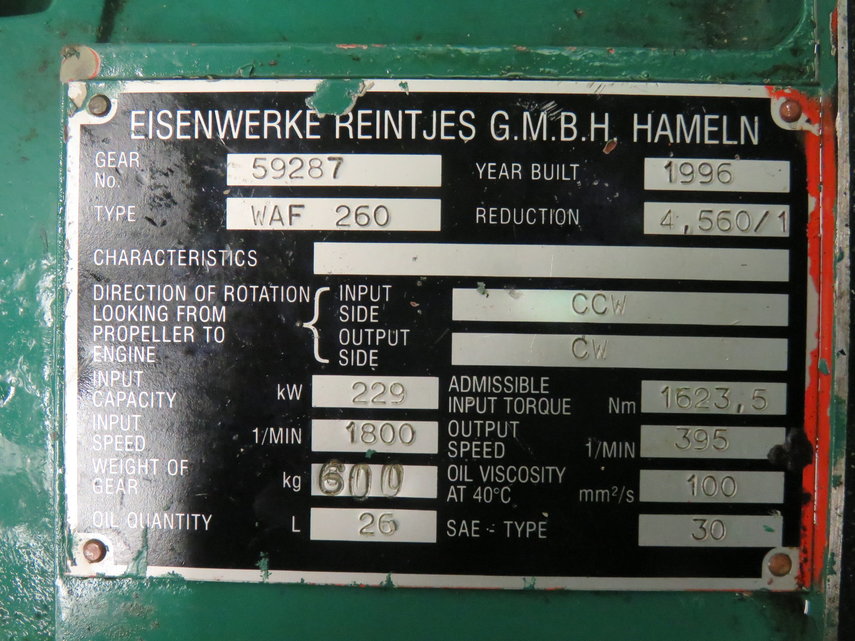 EISENWERKE REINTJES G.M.B.H. HAMELN
GEAR No. 59287 YEAR BUILT 1996
TYPE WAF 260 REDUCTION 4,560/1
CHARACTERISTICS
DIRECTION OF ROTATION LOOKING FROM PROPELLER TO ENGINE
INPUT SIDE CCW
OUTPUT SIDE CW
INPUT CAPACITY kW 229 ADMISSIBLE INPUT TORQUE Nm 1623,5
INPUT SPEED 1/MIN 1800 OUTPUT SPEED 1/MIN 395
WEIGHT OF GEAR kg 600 OIL VISCOSITY AT 40°C mm²/s 100
OIL QUANTITY L 26 SAE - TYPE 30